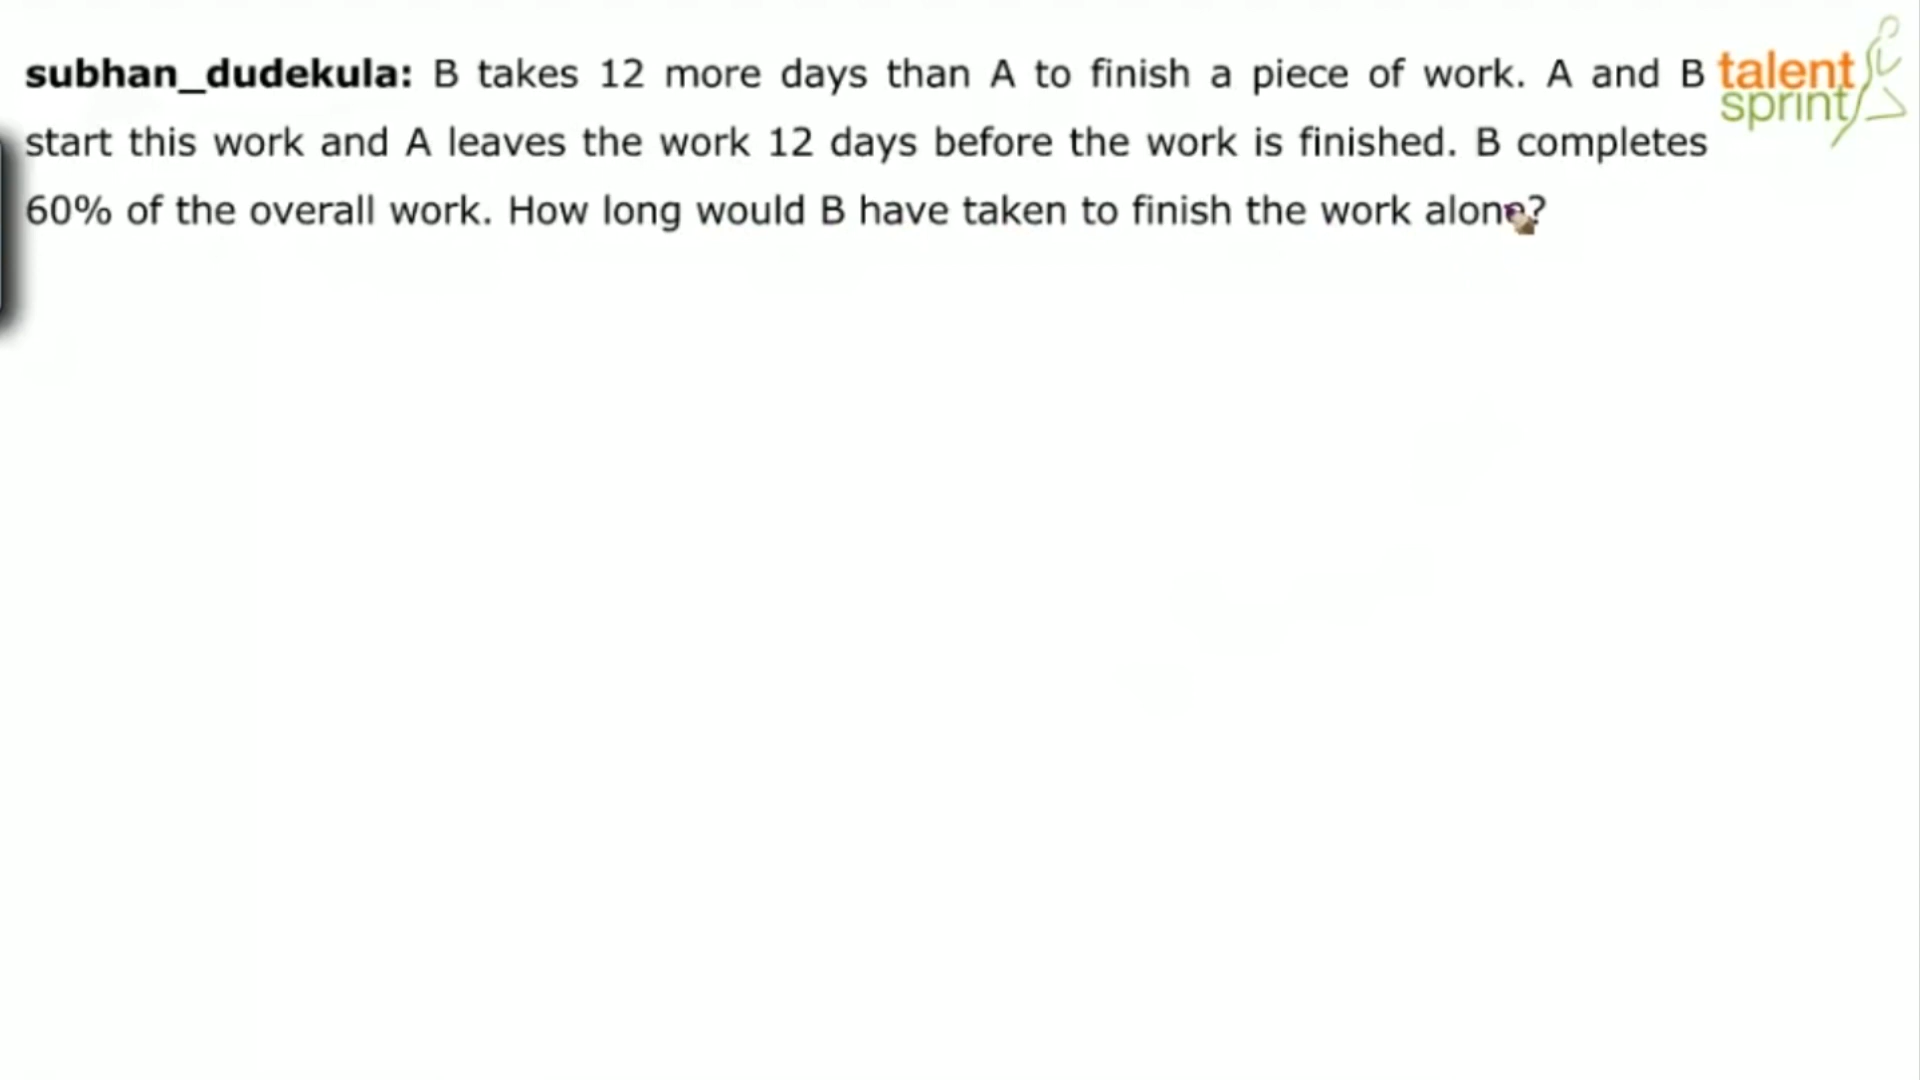 subhan_dudekula: B takes 12 more days than A to finish a piece of work. A and B
start this work and A leaves the work 12 days before the work is finished. B completes
60% of the overall work. How long would B have taken to finish the work alone?
talent
sprint